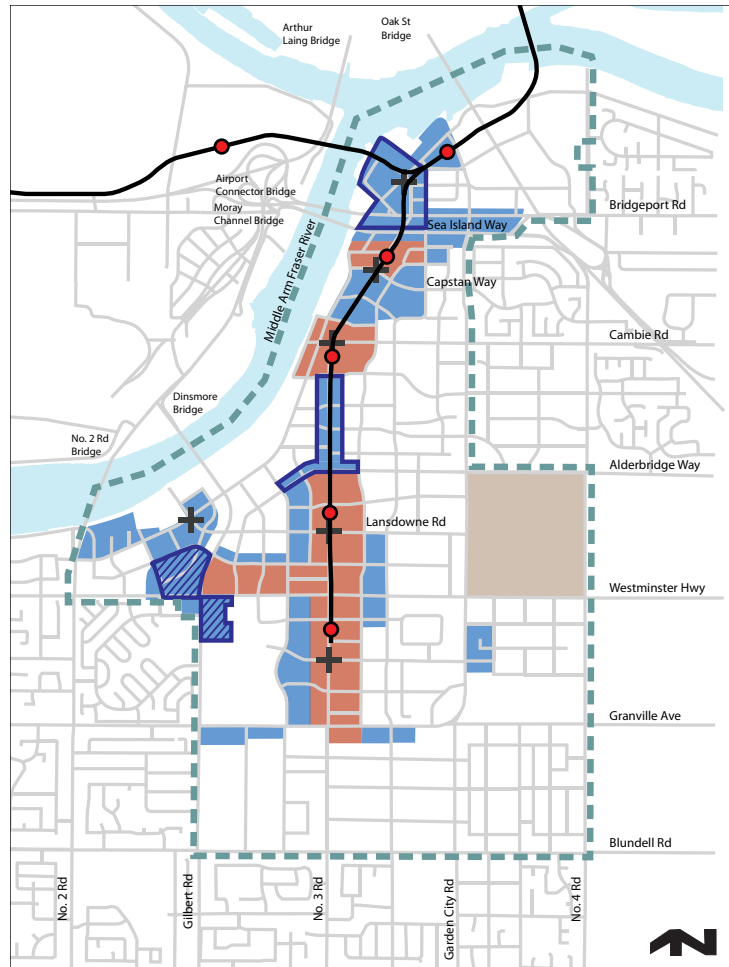 Arthur
Laing Bridge
Oak St
Bridge
Airport
Connector Bridge
Moray
Channel Bridge
Bridgeport Rd
Sea Island Way
Middle Arm Fraser River
Capstan Way
Cambie Rd
Dinsmore
Bridge
No. 2 Rd
Bridge
Alderbridge Way
Lansdowne Rd
Westminster Hwy
Granville Ave
Blundell Rd
No. 2 Rd
Gilbert Rd
No. 3 Rd
Garden City Rd
No. 4 Rd
N